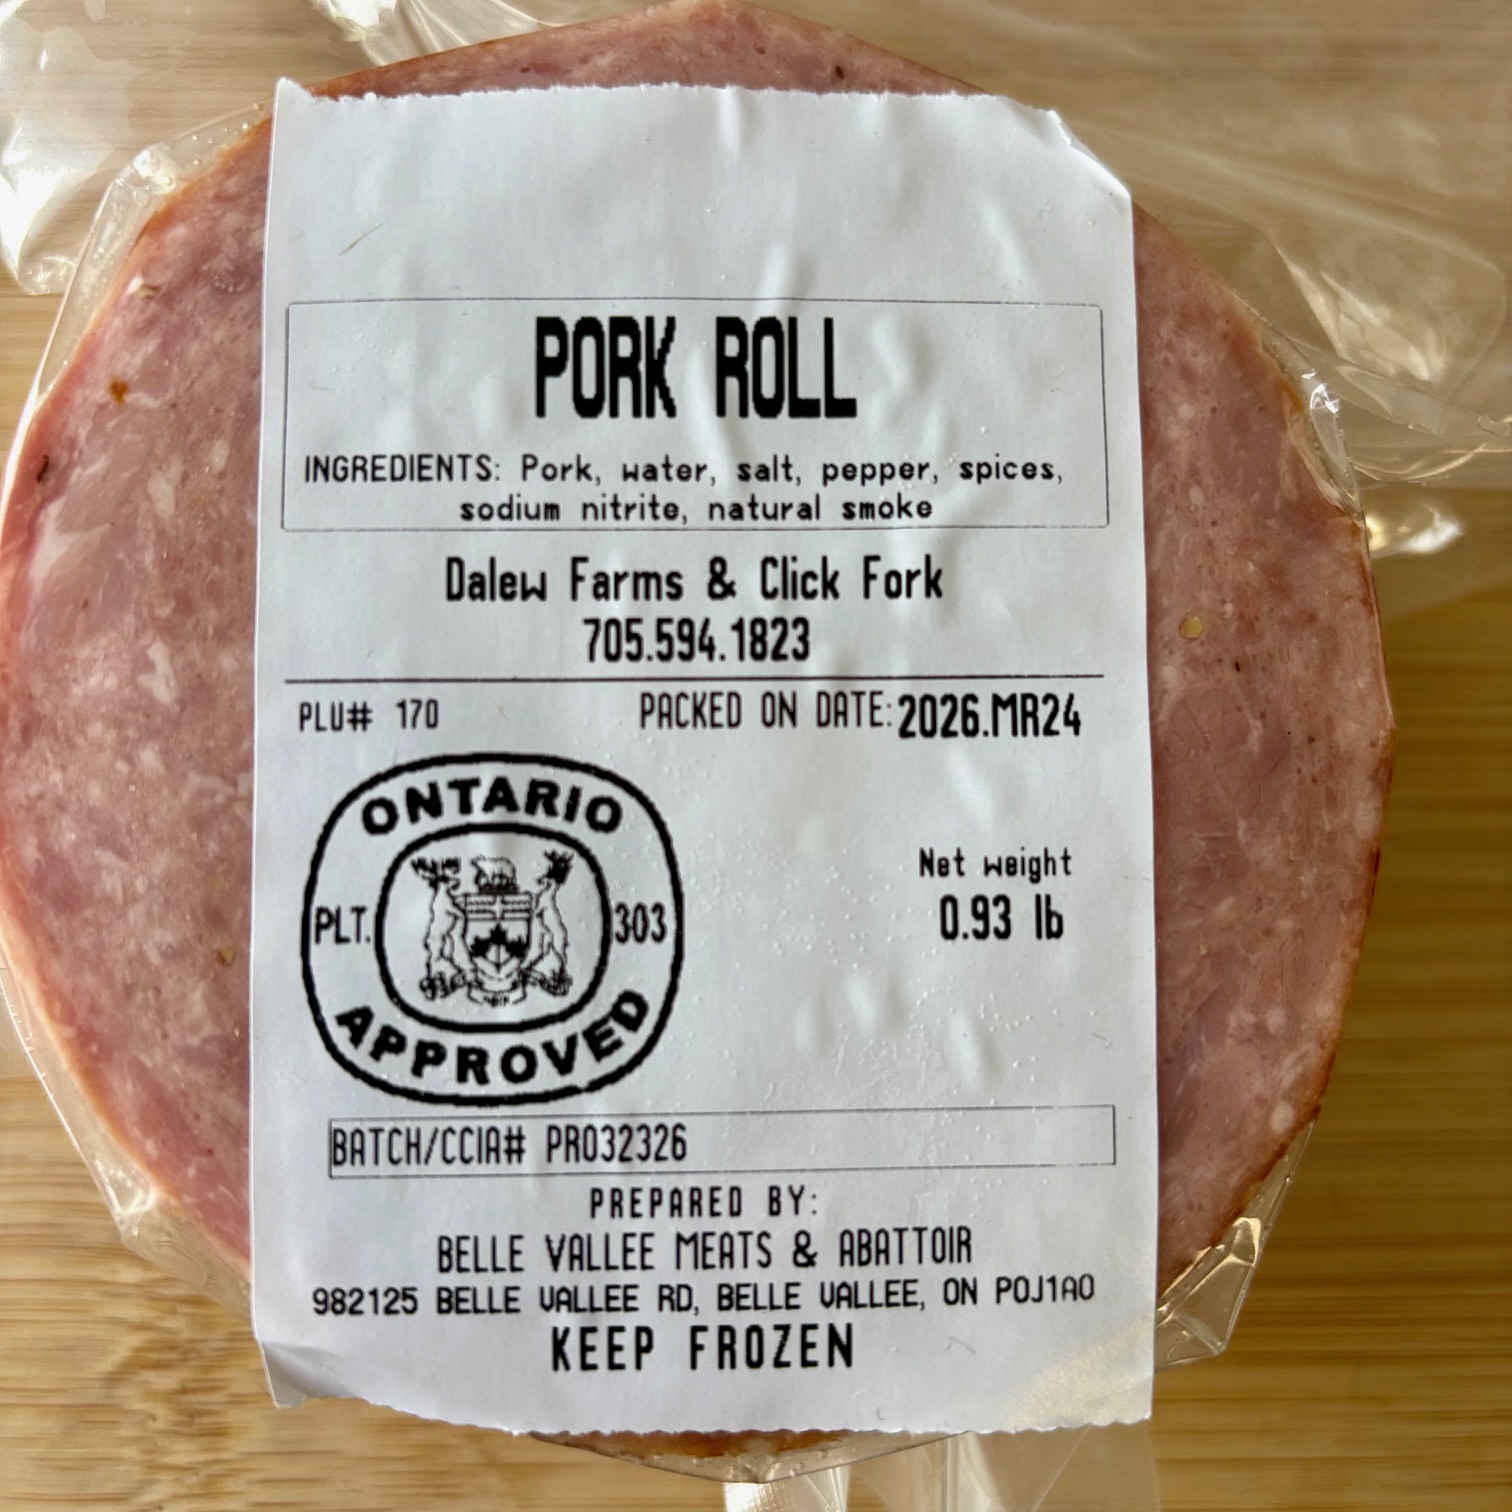 PORK ROLL
INGREDIENTS: Pork, water, salt, pepper, spices,
sodium nitrite, natural smoke
Dalew Farms & Click Fork
705.594.1823
PLU# 170 PACKED ON DATE: 2026.MR24
ONTARIO
PLT. 303
APPROVED
Net weight
0.93 lb
BATCH/CCIA# PR032326
PREPARED BY:
BELLE VALLEE MEATS & ABATTOIR
982125 BELLE VALLEE RD, BELLE VALLEE, ON P0J1A0
KEEP FROZEN